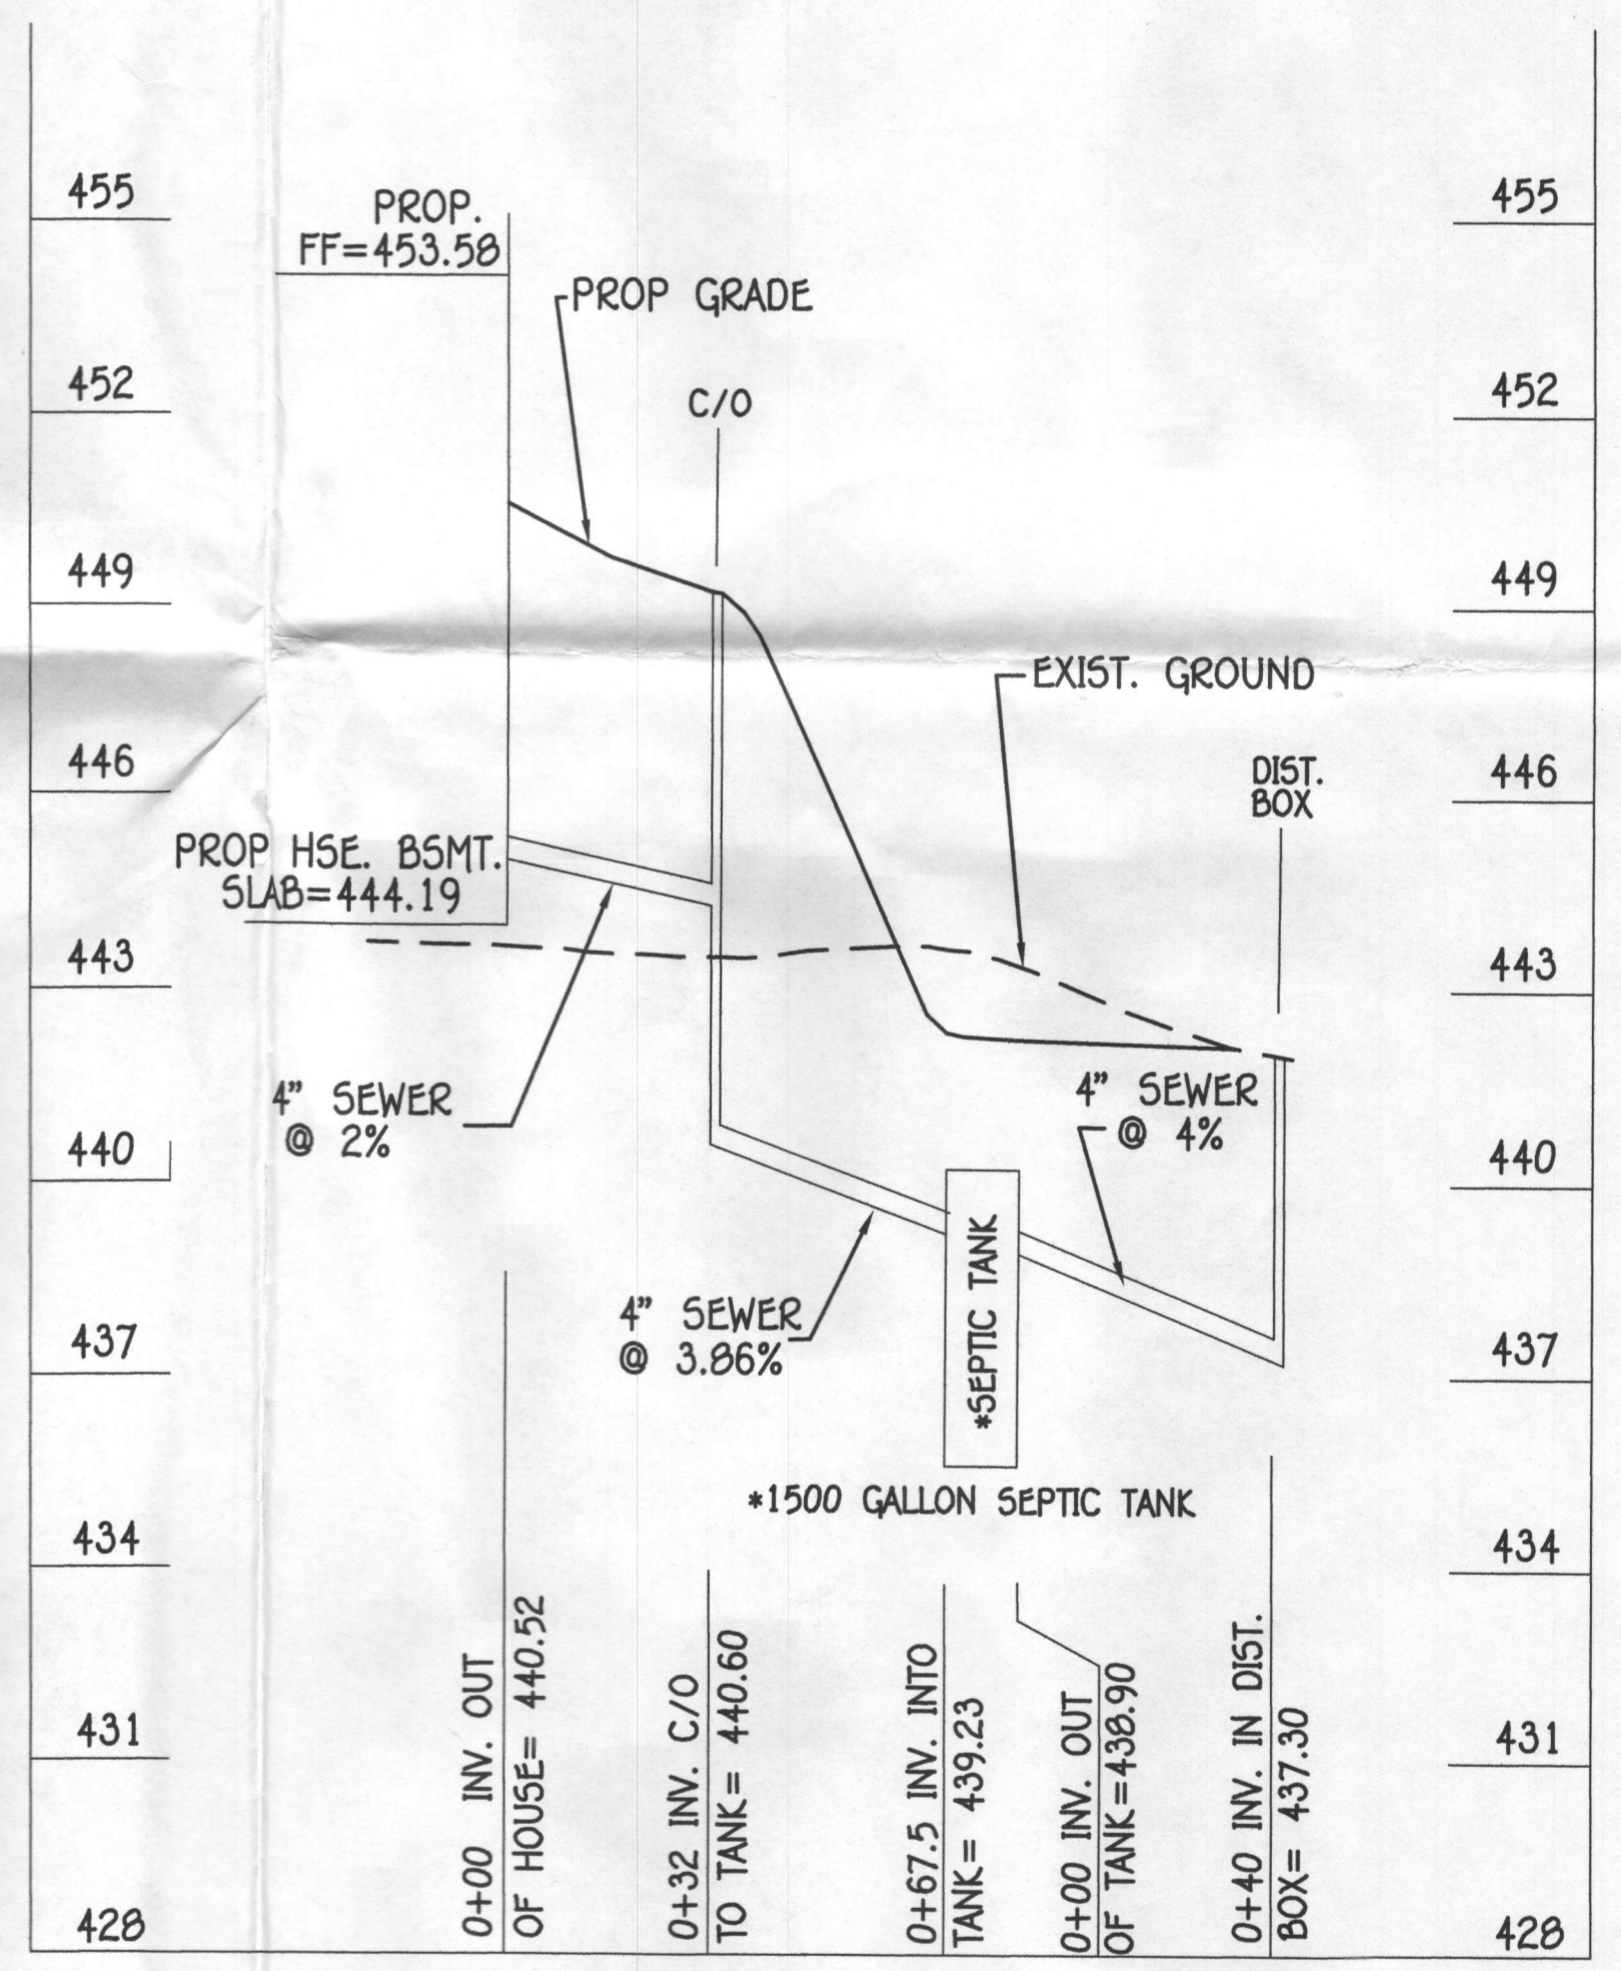 455
452
449
446
443
440
437
434
431
428
PROP.
FF=453.58
PROP GRADE
C/O
EXIST. GROUND
DIST.
BOX
PROP HSE. BSMT.
SLAB=444.19
4" SEWER
@ 2%
4" SEWER
@ 4%
4" SEWER
@ 3.86%
*SEPTIC TANK
*1500 GALLON SEPTIC TANK
0+00 INV. OUT
OF HOUSE= 440.52
0+32 INV. C/O
TO TANK= 440.60
0+67.5 INV. INTO
TANK= 439.23
0+00 INV. OUT
OF TANK=438.90
0+40 INV. IN DIST.
BOX= 437.30
455
452
449
446
443
440
437
434
431
428